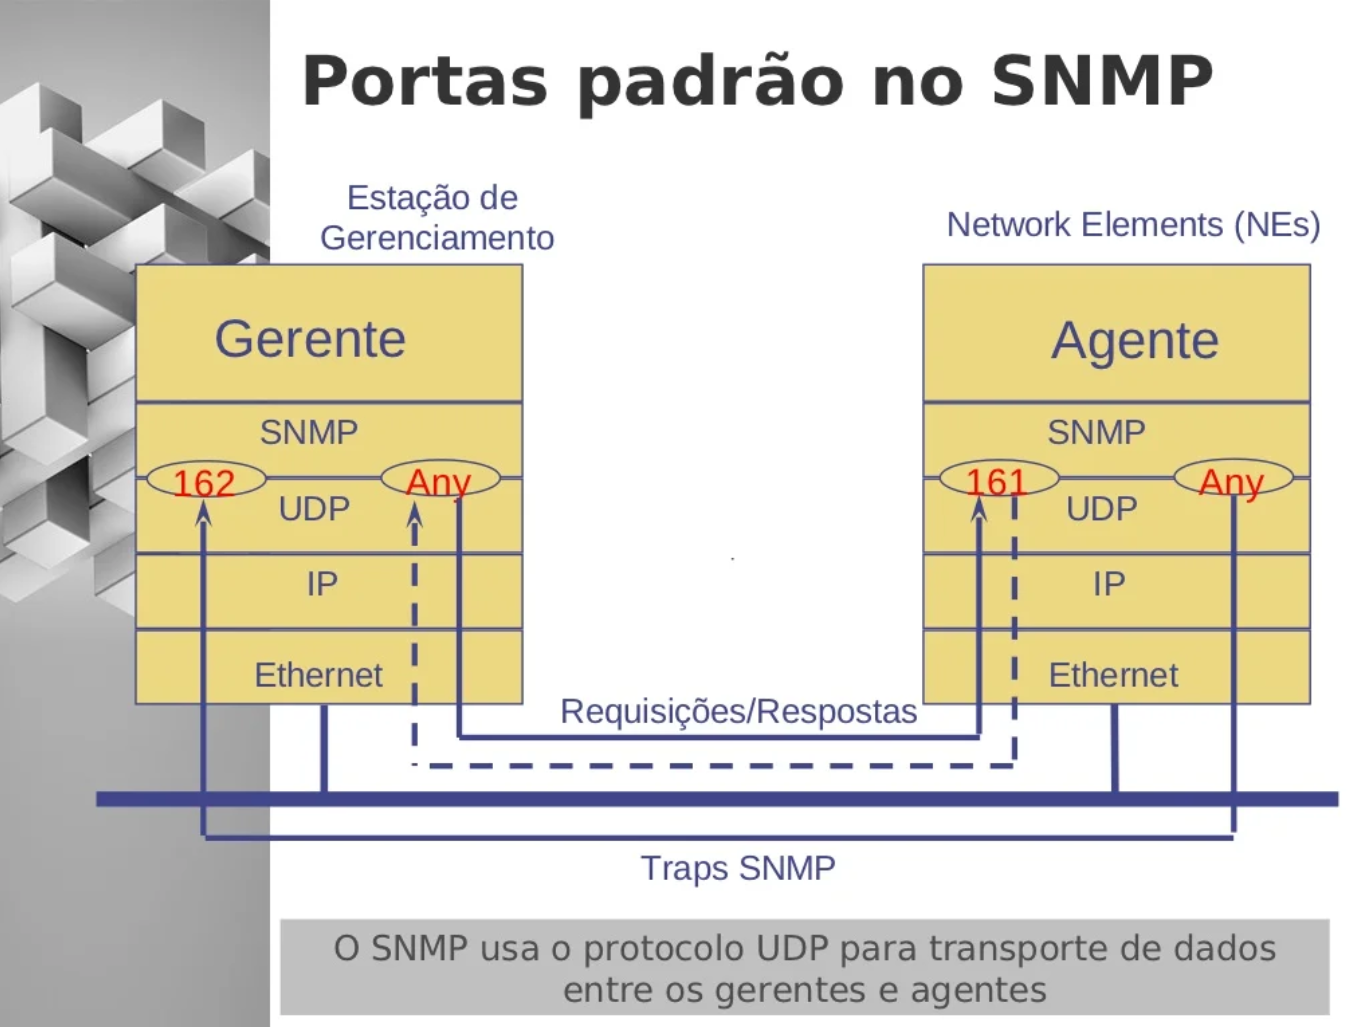 Portas padrão no SNMP
Estação de
Gerenciamento
Network Elements (NEs)
Gerente
Agente
SNMP
SNMP
162
Any
161
Any
UDP
UDP
IP
IP
Ethernet
Ethernet
Requisições/Respostas
Traps SNMP
O SNMP usa o protocolo UDP para transporte de dados
entre os gerentes e agentes